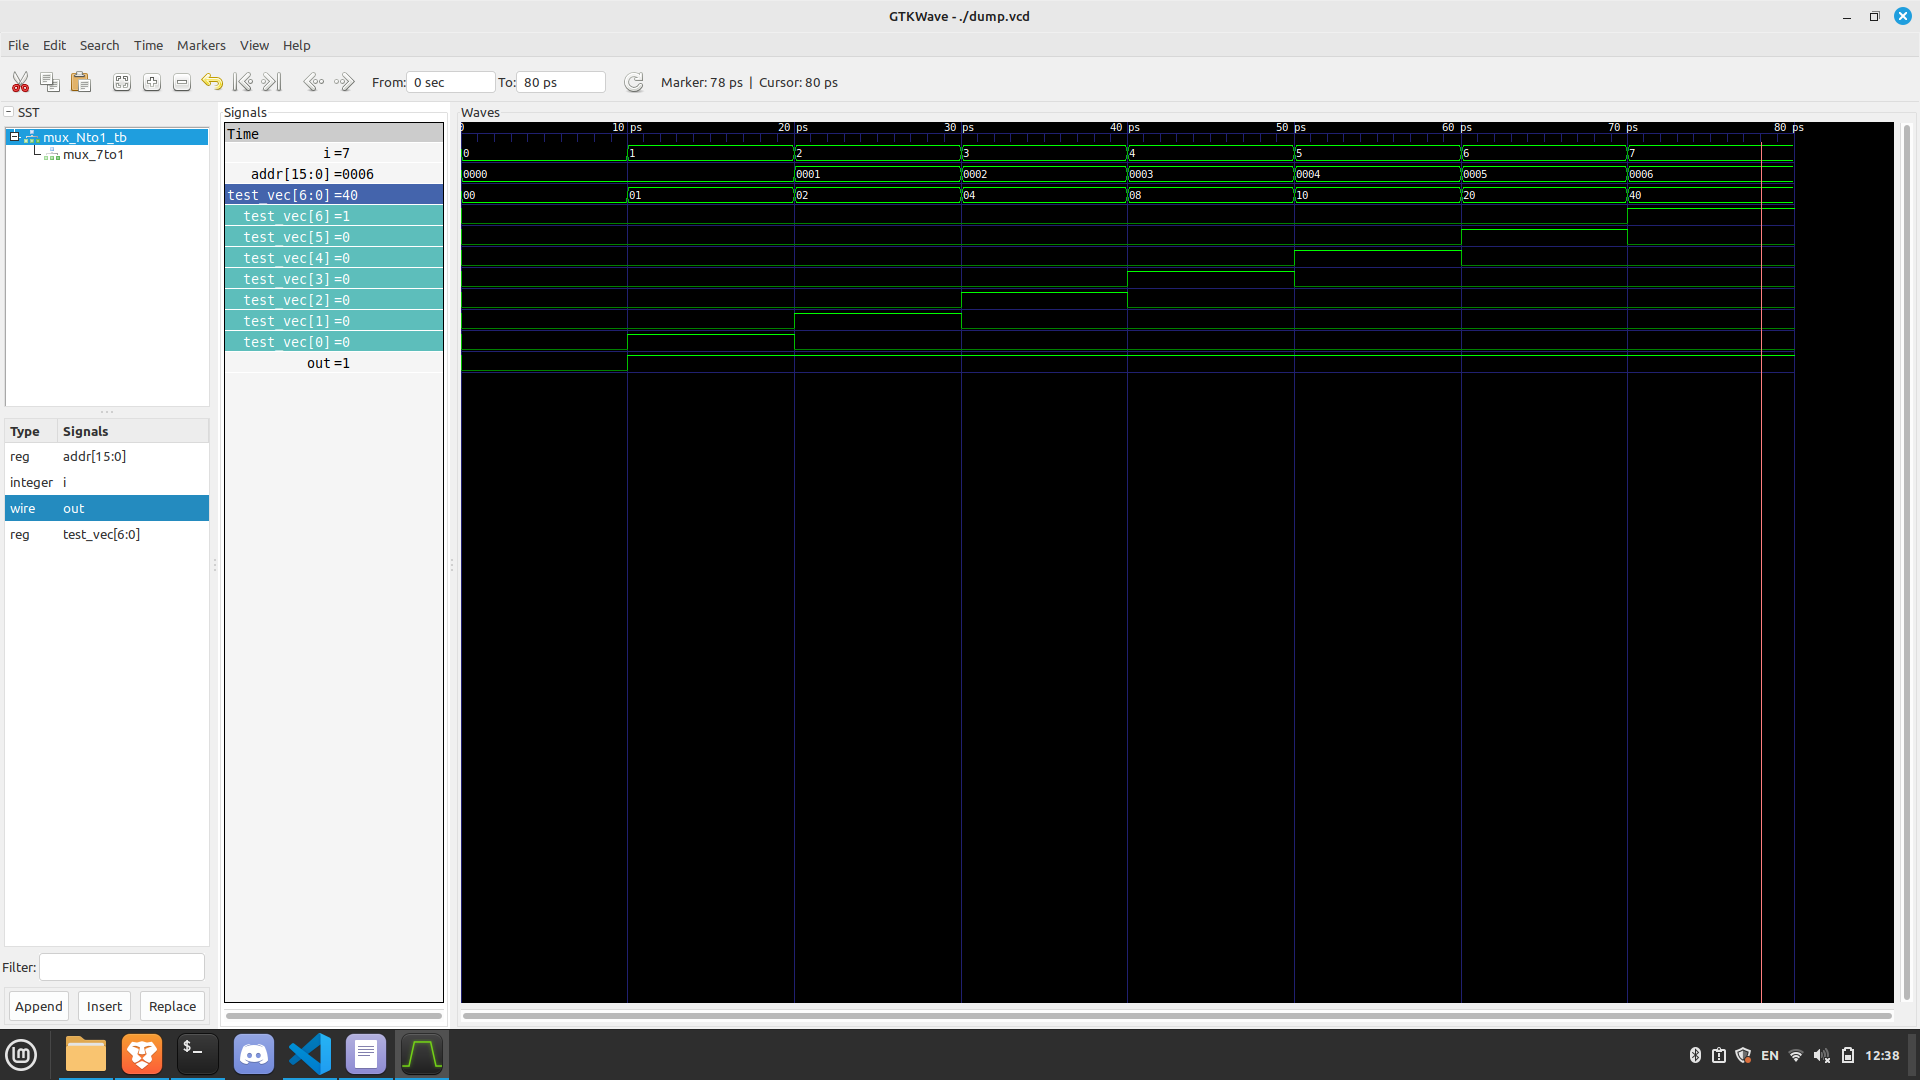 GTKWave - ./dump.vcd
File Edit Search Time Markers View Help
From: 0 sec To: 80 ps Marker: 78 ps | Cursor: 80 ps
SST
mux_Nto1_tb
mux_7to1
Type Signals
reg addr[15:0]
integer i
wire out
reg test_vec[6:0]
Filter:
Append Insert Replace
Signals
Time
i =7
addr[15:0] =0006
test_vec[6:0] =40
test_vec[6] =1
test_vec[5] =0
test_vec[4] =0
test_vec[3] =0
test_vec[2] =0
test_vec[1] =0
test_vec[0] =0
out =1
Waves
0 10 ps 20 ps 30 ps 40 ps 50 ps 60 ps 70 ps 80 ps
0 1 2 3 4 5 6 7
0000 0001 0002 0003 0004 0005 0006
00 01 02 04 08 10 20 40
$_
EN 12:38